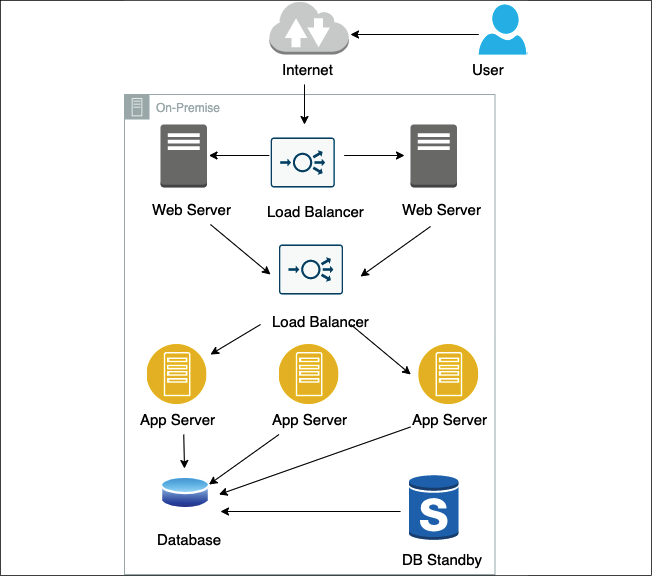 Internet
User
On-Premise
Web Server
Load Balancer
Web Server
Load Balancer
App Server
App Server
App Server
S
Database
DB Standby